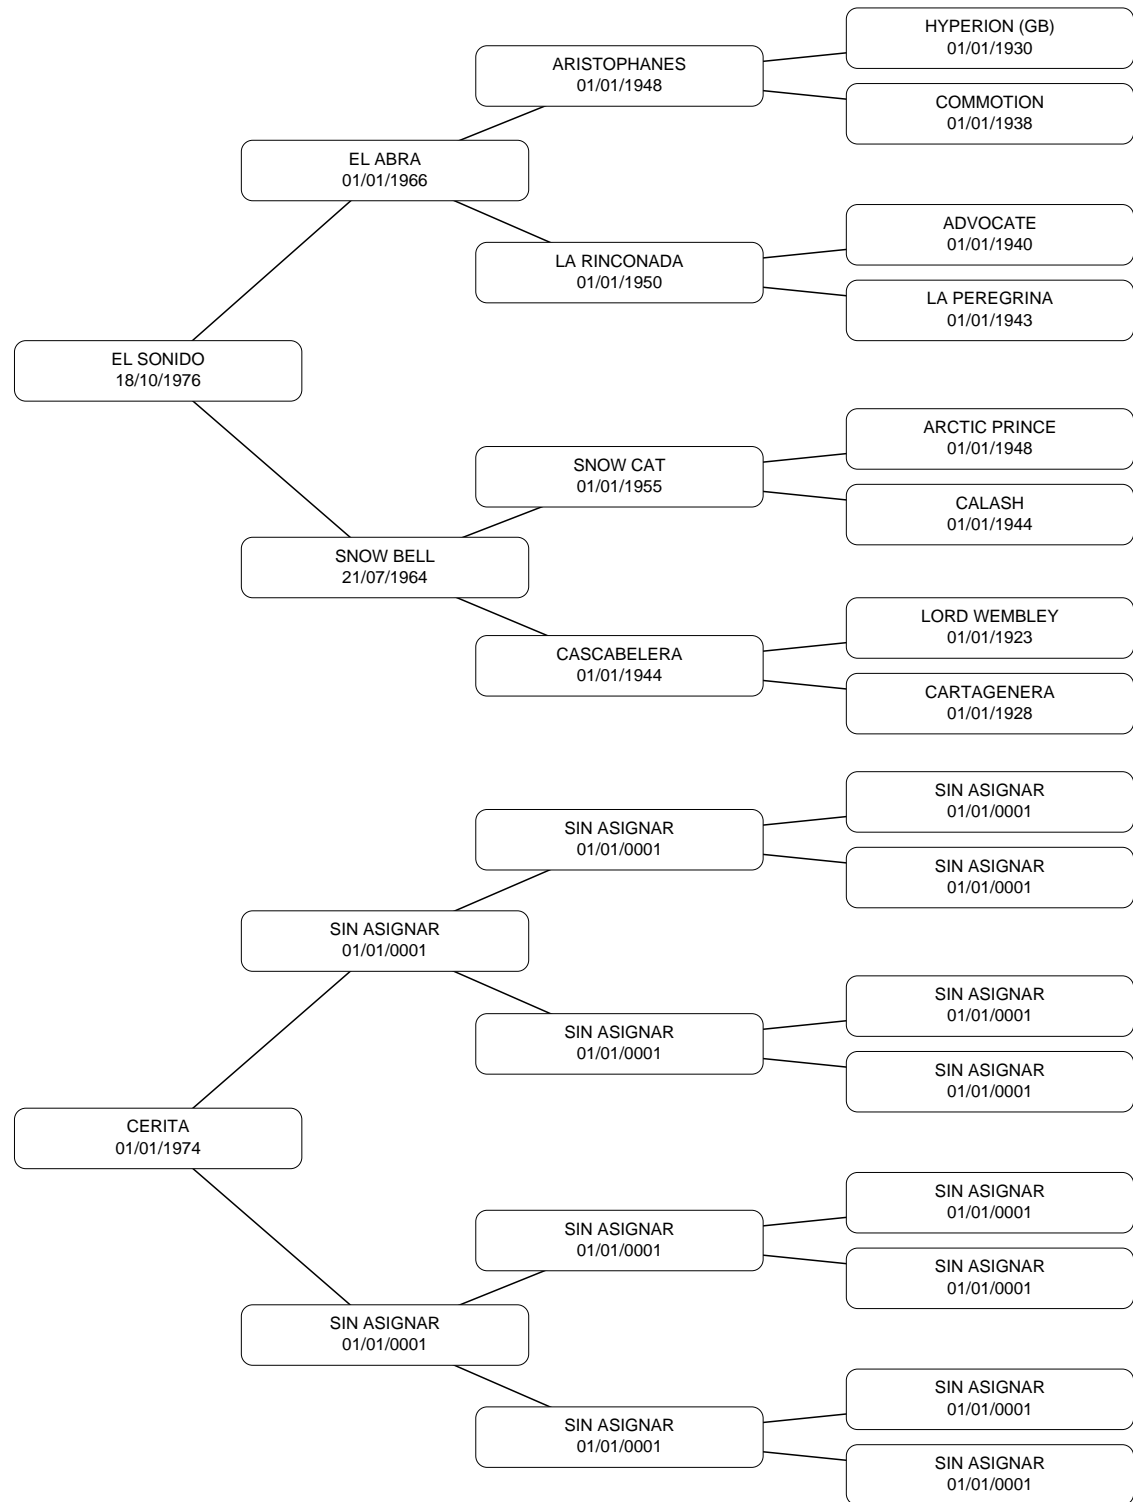 HYPERION (GB)
01/01/1930
ARISTOPHANES
01/01/1948
COMMOTION
01/01/1938
EL ABRA
01/01/1966
ADVOCATE
01/01/1940
LA RINCONADA
01/01/1950
LA PEREGRINA
01/01/1943
EL SONIDO
18/10/1976
ARCTIC PRINCE
01/01/1948
SNOW CAT
01/01/1955
CALASH
01/01/1944
SNOW BELL
21/07/1964
LORD WEMBLEY
01/01/1923
CASCABELERA
01/01/1944
CARTAGENERA
01/01/1928
SIN ASIGNAR
01/01/0001
SIN ASIGNAR
01/01/0001
SIN ASIGNAR
01/01/0001
SIN ASIGNAR
01/01/0001
SIN ASIGNAR
01/01/0001
SIN ASIGNAR
01/01/0001
SIN ASIGNAR
01/01/0001
CERITA
01/01/1974
SIN ASIGNAR
01/01/0001
SIN ASIGNAR
01/01/0001
SIN ASIGNAR
01/01/0001
SIN ASIGNAR
01/01/0001
SIN ASIGNAR
01/01/0001
SIN ASIGNAR
01/01/0001
SIN ASIGNAR
01/01/0001